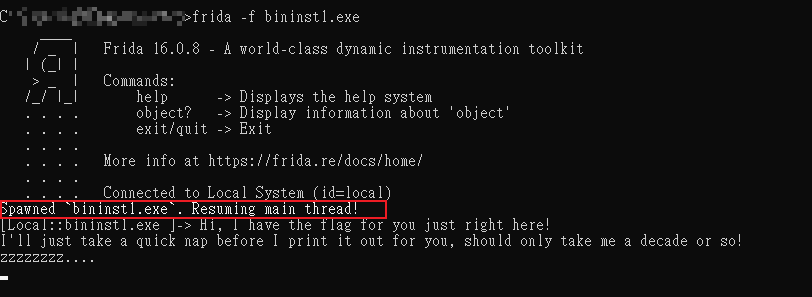 C >frida -f bininst1.exe
____
/ _  |   Frida 16.0.8 - A world-class dynamic instrumentation toolkit
| (_| |
> _  |   Commands:
/_/ |_|       help      -> Displays the help system
. . . .       object?   -> Display information about 'object'
. . . .       exit/quit -> Exit
. . . .
. . . .   More info at https://frida.re/docs/home/
. . . .
. . . .   Connected to Local System (id=local)
Spawned `bininst1.exe`. Resuming main thread!
[Local::bininst1.exe ]-> Hi, I have the flag for you just right here!
I'll just take a quick nap before I print it out for you, should only take me a decade or so!
zzzzzzzz....